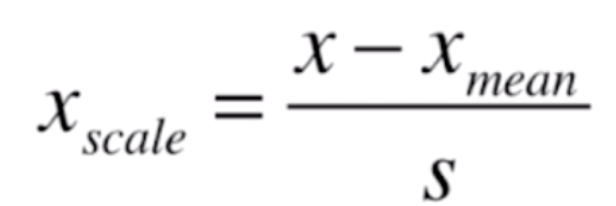 x_scale = (x − x_mean) / s